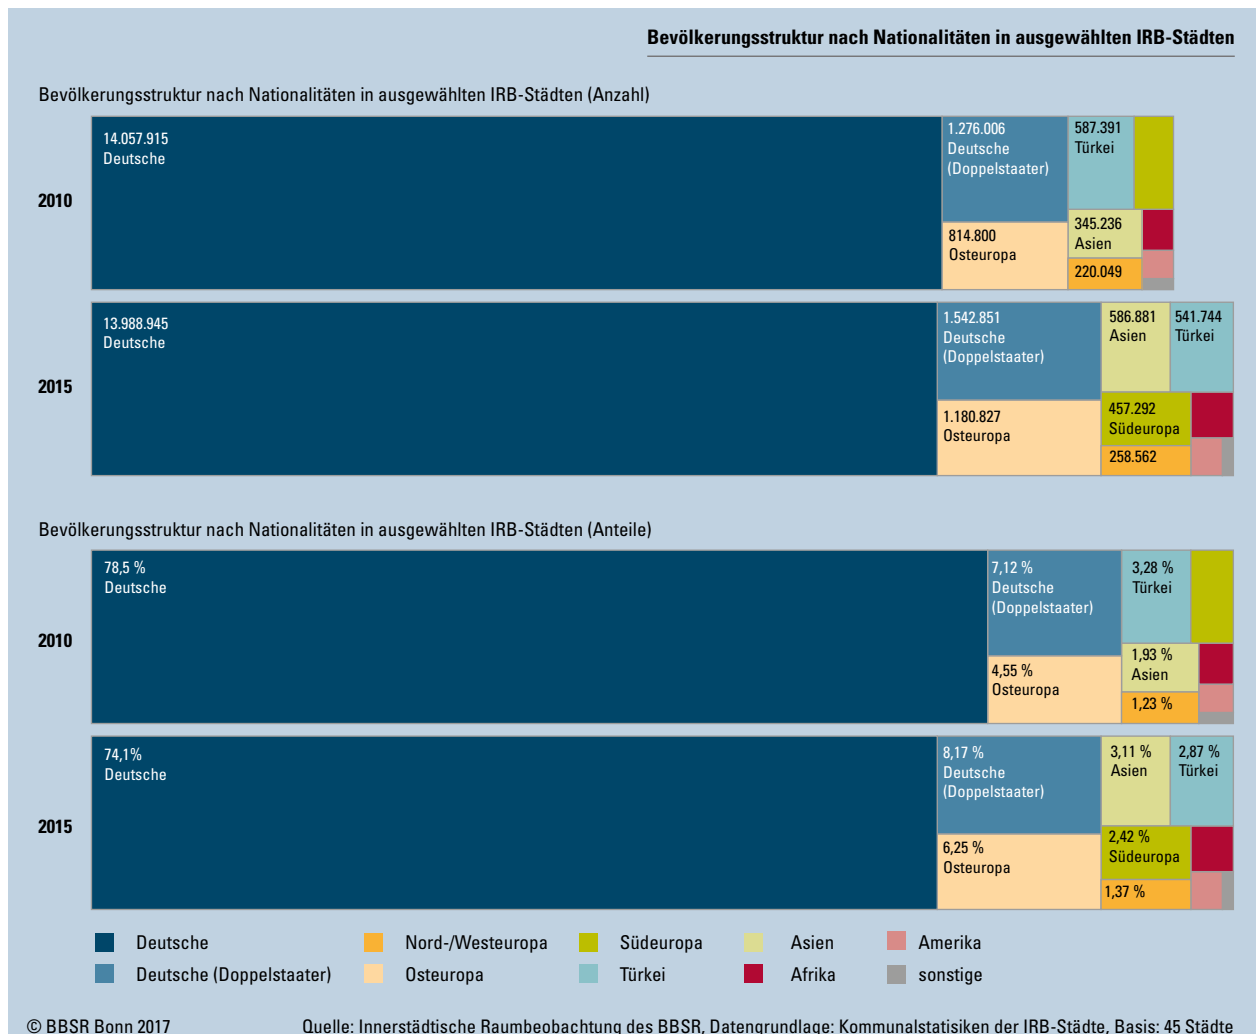 Bevölkerungsstruktur nach Nationalitäten in ausgewählten IRB-Städten
Bevölkerungsstruktur nach Nationalitäten in ausgewählten IRB-Städten (Anzahl)
2010
14.057.915
Deutsche
1.276.006
Deutsche
(Doppelstaater)
814.800
Osteuropa
587.391
Türkei
345.236
Asien
220.049
2015
13.988.945
Deutsche
1.542.851
Deutsche
(Doppelstaater)
1.180.827
Osteuropa
586.881
Asien
541.744
Türkei
457.292
Südeuropa
258.562
Bevölkerungsstruktur nach Nationalitäten in ausgewählten IRB-Städten (Anteile)
2010
78,5 %
Deutsche
7,12 %
Deutsche
(Doppelstaater)
4,55 %
Osteuropa
3,28 %
Türkei
1,93 %
Asien
1,23 %
2015
74,1%
Deutsche
8,17 %
Deutsche
(Doppelstaater)
6,25 %
Osteuropa
3,11 %
Asien
2,87 %
Türkei
2,42 %
Südeuropa
1,37 %
Deutsche
Nord-/Westeuropa
Südeuropa
Asien
Amerika
Deutsche (Doppelstaater)
Osteuropa
Türkei
Afrika
sonstige
© BBSR Bonn 2017
Quelle: Innerstädtische Raumbeobachtung des BBSR, Datengrundlage: Kommunalstatisiken der IRB-Städte, Basis: 45 Städte